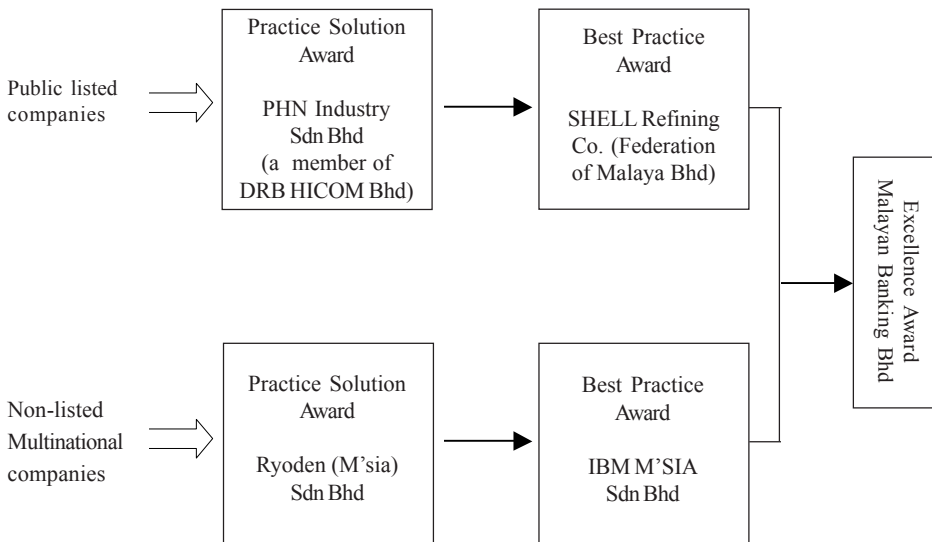 Public listed
companies
Practice Solution
Award
PHN Industry
Sdn Bhd
(a member of
DRB HICOM Bhd)
Best Practice
Award
SHELL Refining
Co. (Federation
of Malaya Bhd)
Excellence Award
Malayan Banking Bhd
Non-listed
Multinational
companies
Practice Solution
Award
Ryoden (M’sia)
Sdn Bhd
Best Practice
Award
IBM M’SIA
Sdn Bhd